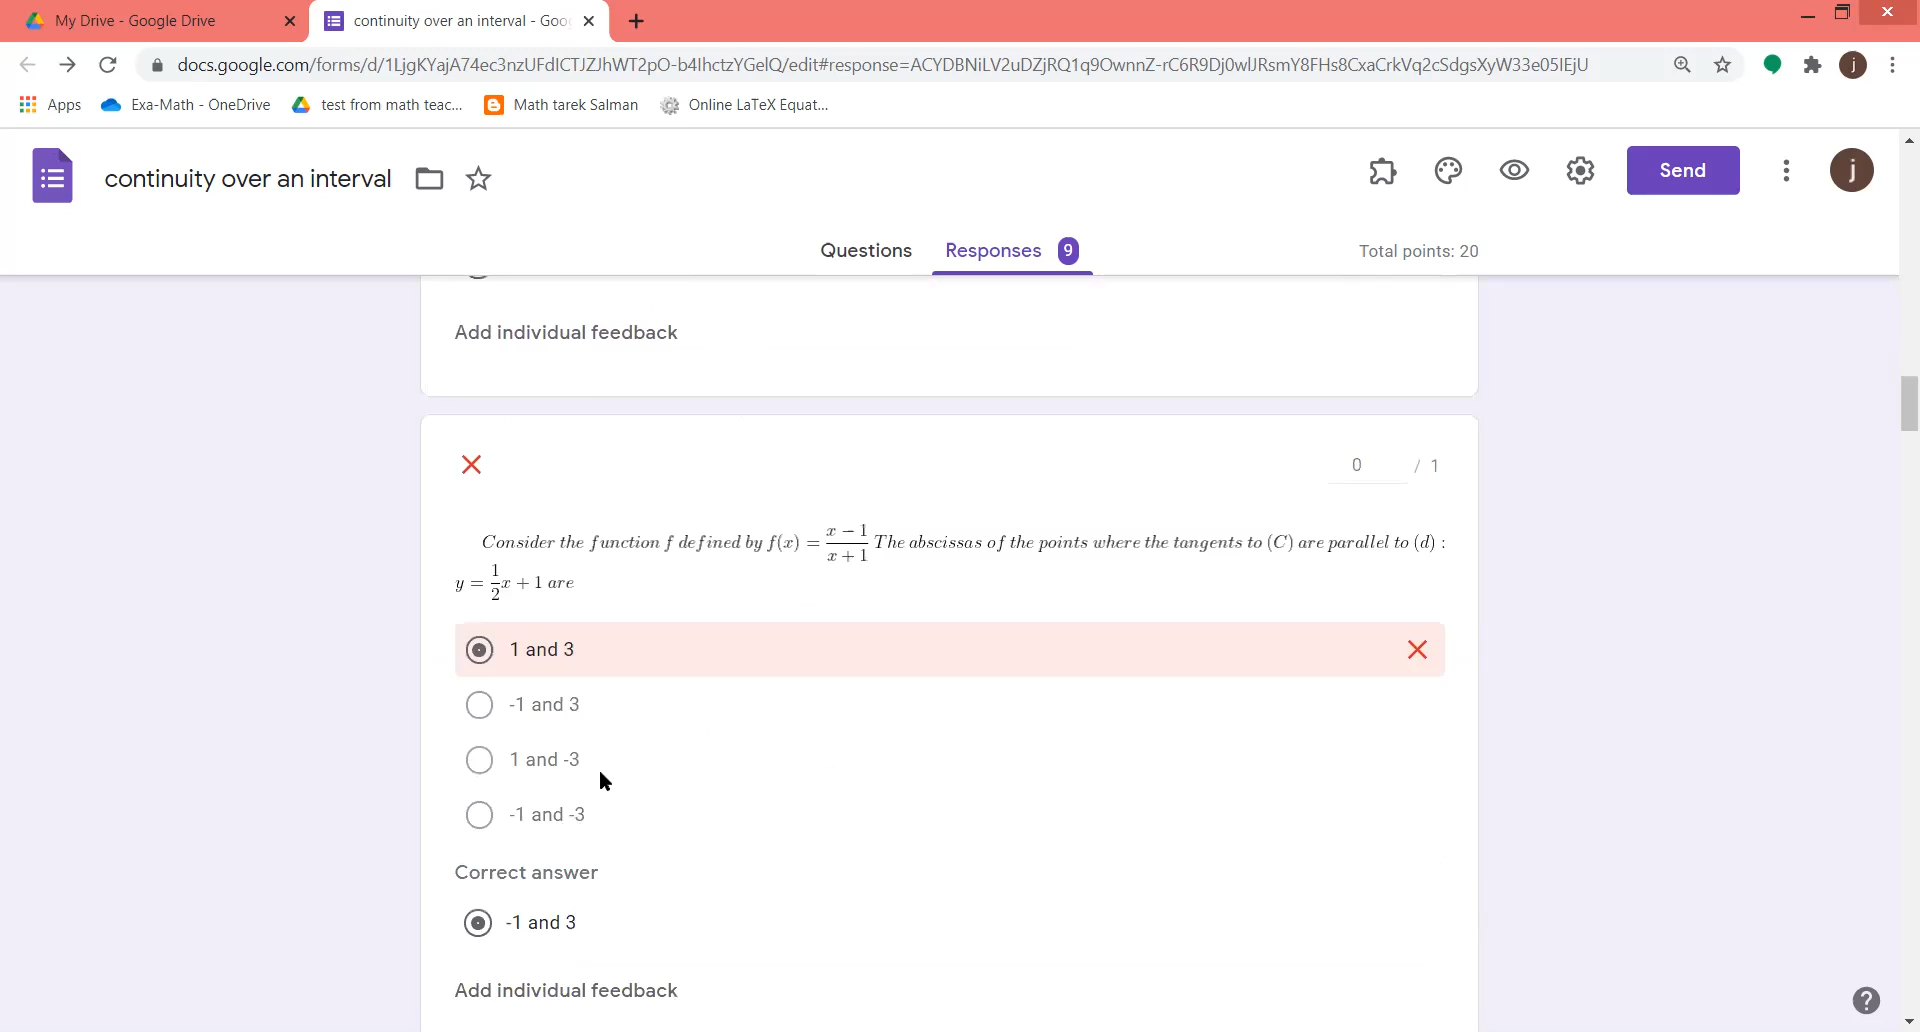 My Drive - Google Drive
continuity over an interval - Goo
docs.google.com/forms/d/1LjgKYajA74ec3nzUFdICTJZJhWT2pO-b4IhctzYGelQ/edit#response=ACYDBNiLV2uDZjRQ1q9OwnnZ-rC6R9Dj0wlJRsmY8FHs8CxaCrkVq2cSdgsXyW33e05IEjU
j
Apps
Exa-Math - OneDrive
test from math teac...
Math tarek Salman
Online LaTeX Equat...
continuity over an interval
Send
j
Questions
Responses 9
Total points: 20
Add individual feedback
0 / 1
Consider the function f defined by f(x) = \frac{x - 1}{x + 1} The abscissas of the points where the tangents to (C) are parallel to (d) :
y = \frac{1}{2}x + 1 are
1 and 3
-1 and 3
1 and -3
-1 and -3
Correct answer
-1 and 3
Add individual feedback